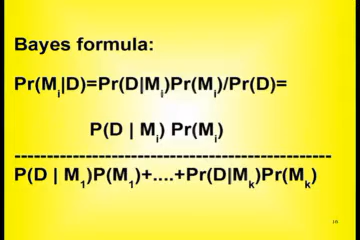 Bayes formula:
Pr(Mᵢ|D)=Pr(D|Mᵢ)Pr(Mᵢ)/Pr(D)=
P(D | Mᵢ) Pr(Mᵢ)
--------------------------------------------------
P(D | M₁)P(M₁)+....+Pr(D|Mₖ)Pr(Mₖ)